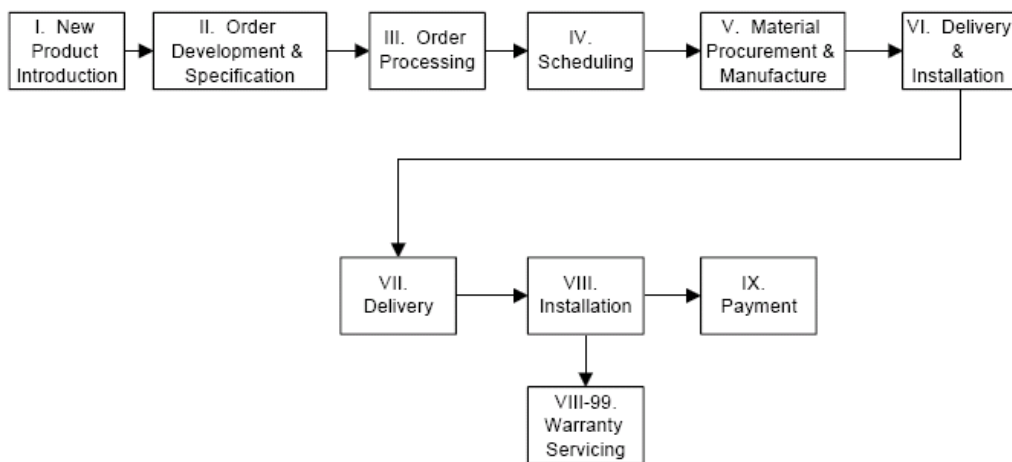 I. New
Product
Introduction
II. Order
Development &
Specification
III. Order
Processing
IV.
Scheduling
V. Material
Procurement &
Manufacture
VI. Delivery
&
Installation
VII.
Delivery
VIII.
Installation
IX.
Payment
VIII-99.
Warranty
Servicing